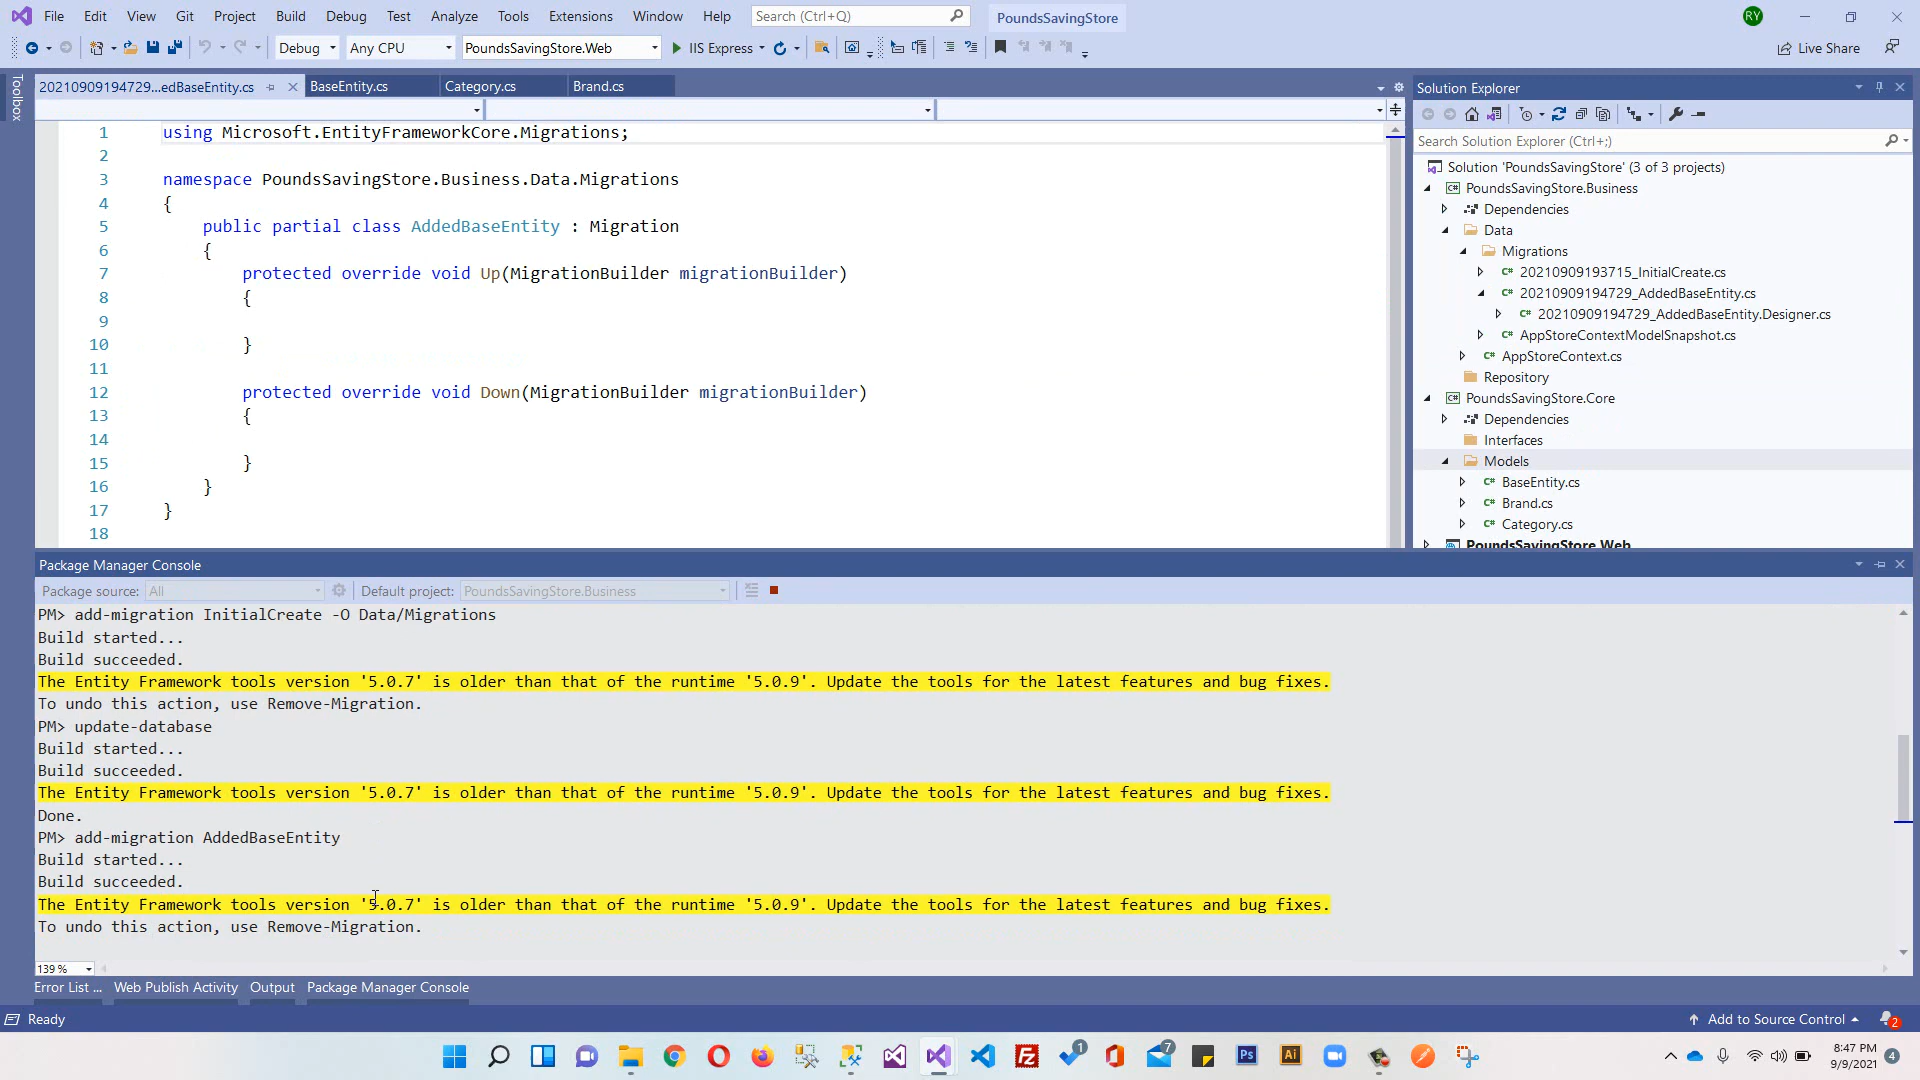 File Edit View Git Project Build Debug Test Analyze Tools Extensions Window Help Search (Ctrl+Q) PoundsSavingStore RY
Debug Any CPU PoundsSavingStore.Web IIS Express Live Share
Toolbox
20210909194729...edBaseEntity.cs BaseEntity.cs Category.cs Brand.cs
1 using Microsoft.EntityFrameworkCore.Migrations;
2
3 namespace PoundsSavingStore.Business.Data.Migrations
4 {
5 public partial class AddedBaseEntity : Migration
6 {
7 protected override void Up(MigrationBuilder migrationBuilder)
8 {
9
10 }
11
12 protected override void Down(MigrationBuilder migrationBuilder)
13 {
14
15 }
16 }
17 }
18
Solution Explorer
Search Solution Explorer (Ctrl+;)
Solution 'PoundsSavingStore' (3 of 3 projects)
C# PoundsSavingStore.Business
Dependencies
Data
Migrations
C# 20210909193715_InitialCreate.cs
C# 20210909194729_AddedBaseEntity.cs
C# 20210909194729_AddedBaseEntity.Designer.cs
C# AppStoreContextModelSnapshot.cs
C# AppStoreContext.cs
Repository
C# PoundsSavingStore.Core
Dependencies
Interfaces
Models
C# BaseEntity.cs
C# Brand.cs
C# Category.cs
PoundsSavingStore.Web
Package Manager Console
Package source: All Default project: PoundsSavingStore.Business
PM> add-migration InitialCreate -O Data/Migrations
Build started...
Build succeeded.
The Entity Framework tools version '5.0.7' is older than that of the runtime '5.0.9'. Update the tools for the latest features and bug fixes.
To undo this action, use Remove-Migration.
PM> update-database
Build started...
Build succeeded.
The Entity Framework tools version '5.0.7' is older than that of the runtime '5.0.9'. Update the tools for the latest features and bug fixes.
Done.
PM> add-migration AddedBaseEntity
Build started...
Build succeeded.
The Entity Framework tools version '5.0.7' is older than that of the runtime '5.0.9'. Update the tools for the latest features and bug fixes.
To undo this action, use Remove-Migration.
139 %
Error List ... Web Publish Activity Output Package Manager Console
Ready Add to Source Control 2
1 7 Ps Ai 8:47 PM
9/9/2021 4